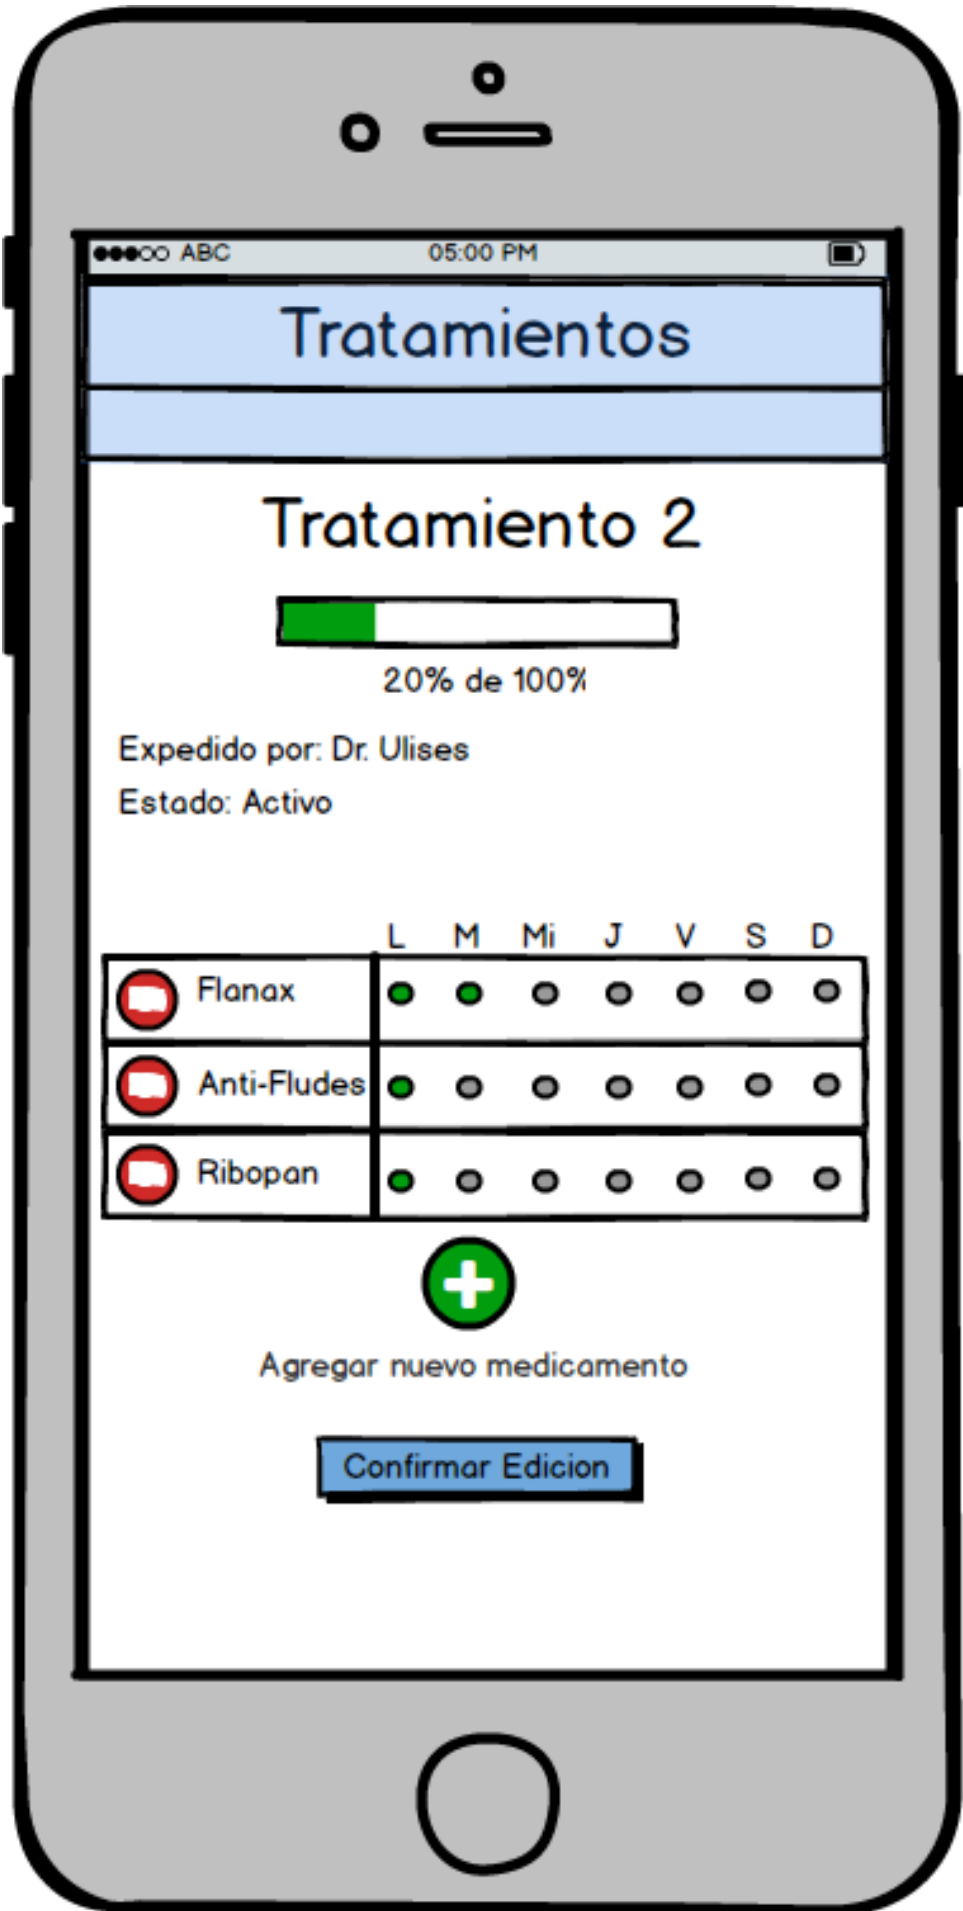 ABC 05:00 PM
Tratamientos
Tratamiento 2
20% de 100%
Expedido por: Dr. Ulises
Estado: Activo
L M Mi J V S D
Flanax
Anti-Fludes
Ribopan
Agregar nuevo medicamento
Confirmar Edicion